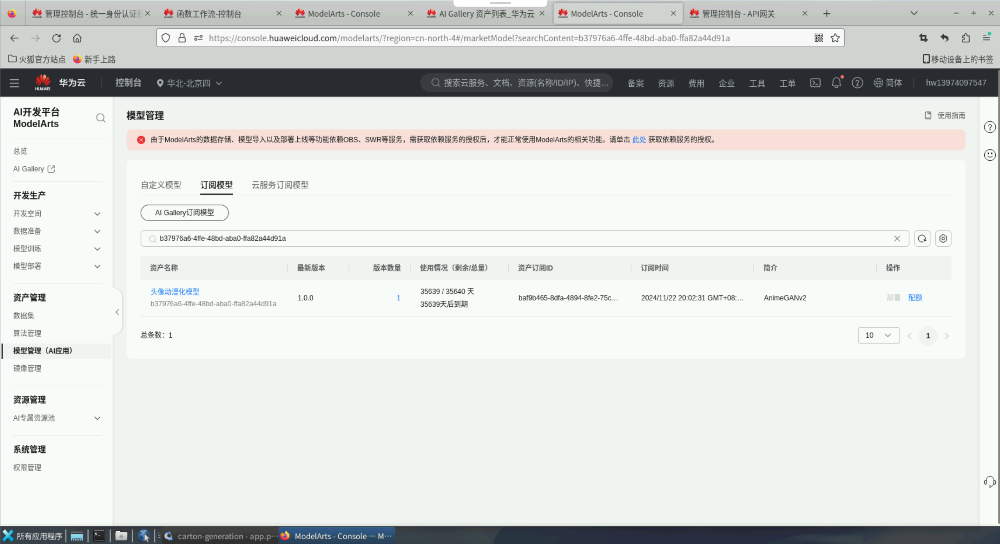 管理控制台 - 统一身份认证服
函数工作流-控制台
ModelArts - Console
AI Gallery 资产列表_华为云
ModelArts - Console
管理控制台 - API网关
https://console.huaweicloud.com/modelarts/?region=cn-north-4#/marketModel?searchContent=b37976a6-4ffe-48bd-aba0-ffa82a44d91a
火狐官方站点
新手上路
移动设备上的书签
HUAWEI
华为云
控制台
华北-北京四
搜索云服务、文档、资源(名称/ID/IP)、快捷...
备案
资源
费用
企业
工具
工单
简体
hw13974097547
AI开发平台
ModelArts
总览
AI Gallery
开发生产
开发空间
数据准备
模型训练
模型部署
资产管理
数据集
算法管理
模型管理（AI应用）
镜像管理
资源管理
AI专属资源池
系统管理
权限管理
模型管理
使用指南
由于ModelArts的数据存储、模型导入以及部署上线等功能依赖OBS、SWR等服务，需获取依赖服务的授权后，才能正常使用ModelArts的相关功能。请单击 此处 获取依赖服务的授权。
自定义模型
订阅模型
云服务订阅模型
AI Gallery订阅模型
b37976a6-4ffe-48bd-aba0-ffa82a44d91a
资产名称
最新版本
版本数量
使用情况（剩余/总量）
资产订阅ID
订阅时间
简介
操作
头像动漫化模型
b37976a6-4ffe-48bd-aba0-ffa82a44d91a
1.0.0
1
35639 / 35640 天
35639天后到期
baf9b465-8dfa-4894-8fe2-75c...
2024/11/22 20:02:31 GMT+08:...
AnimeGANv2
部署
配额
总条数：1
10
1
所有应用程序
carton-generation - app.p···
ModelArts - Console — M···